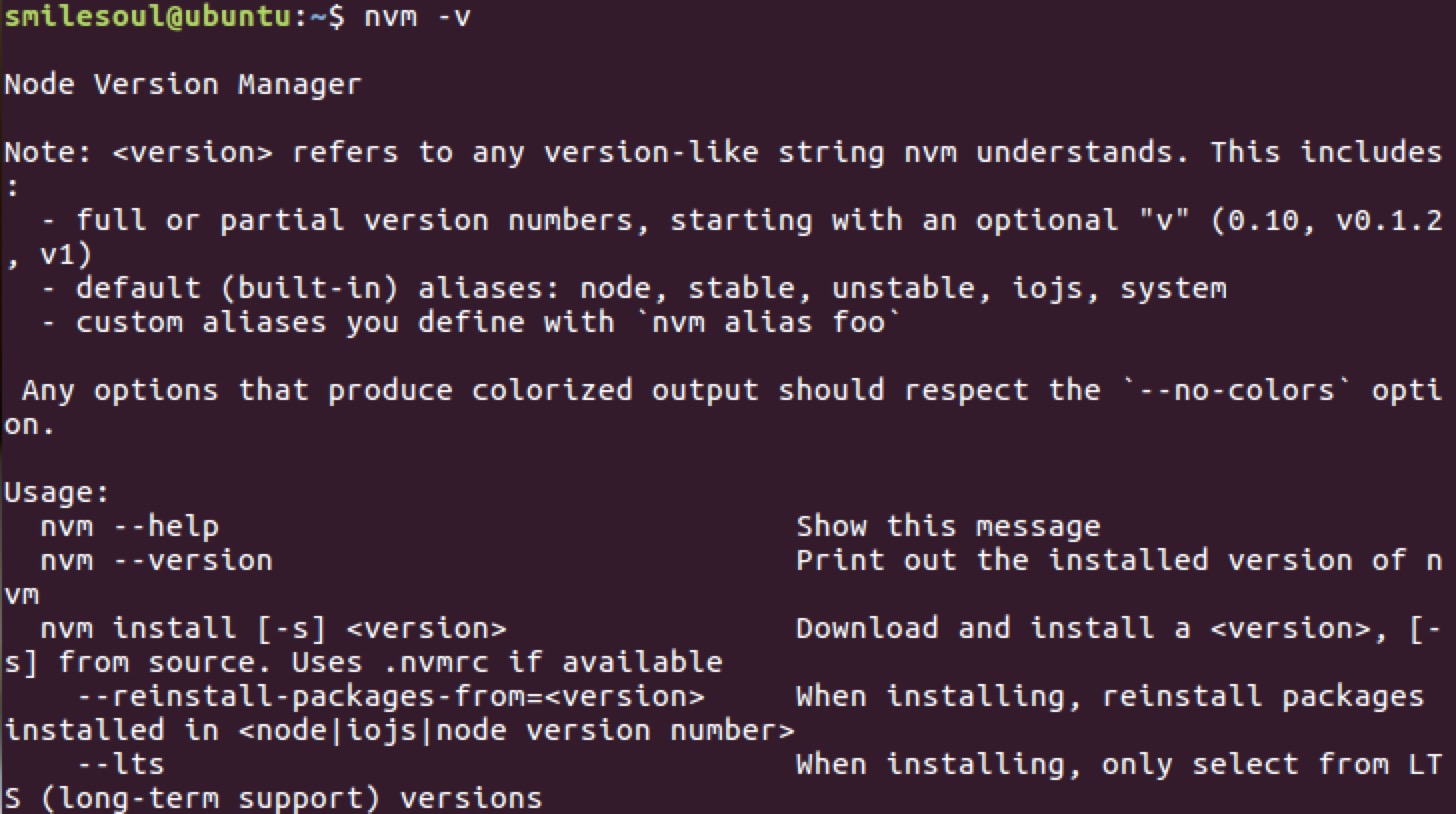 smilesoul@ubuntu:~$ nvm -v
Node Version Manager
Note: <version> refers to any version-like string nvm understands. This includes
:
  - full or partial version numbers, starting with an optional "v" (0.10, v0.1.2
, v1)
  - default (built-in) aliases: node, stable, unstable, iojs, system
  - custom aliases you define with `nvm alias foo`
 Any options that produce colorized output should respect the `--no-colors` opti
on.
Usage:
  nvm --help                                Show this message
  nvm --version                             Print out the installed version of n
vm
  nvm install [-s] <version>                Download and install a <version>, [-
s] from source. Uses .nvmrc if available
    --reinstall-packages-from=<version>     When installing, reinstall packages
installed in <node|iojs|node version number>
    --lts                                   When installing, only select from LT
S (long-term support) versions